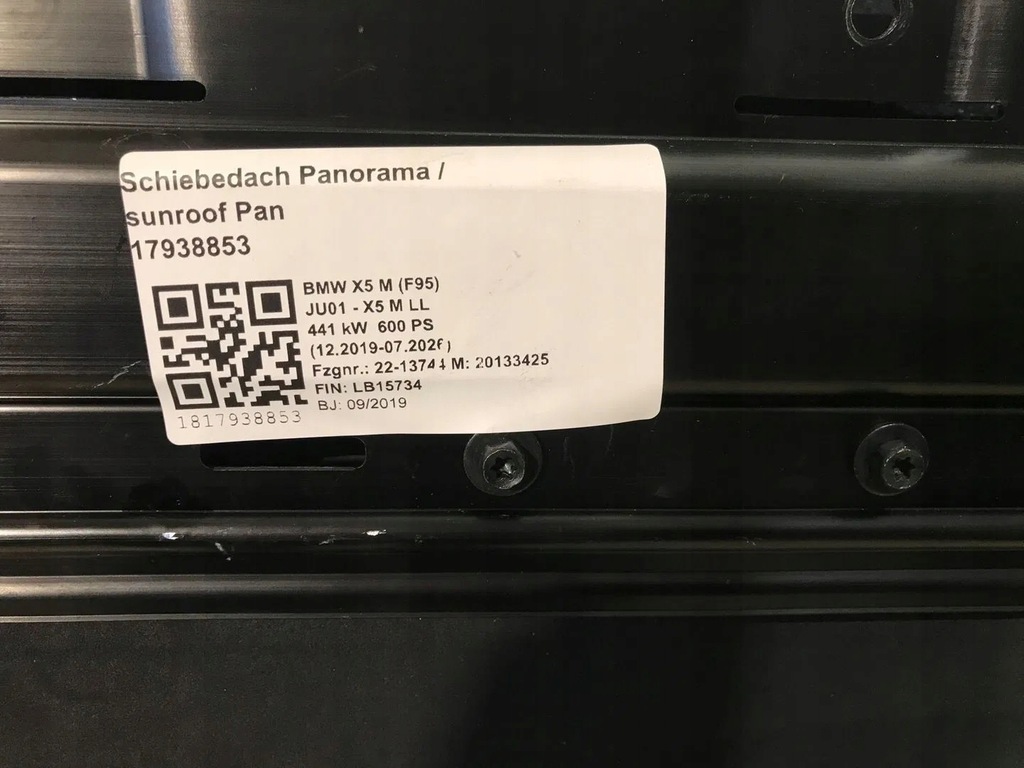 Schiebedach Panorama /
sunroof Pan
17938853
BMW X5 M (F95)
JU01 - X5 M LL
441 kW 600 PS
(12.2019-07.2026)
Fzgnr.: 22-13744 M: 20133425
FIN: LB15734
BJ: 09/2019
1817938853